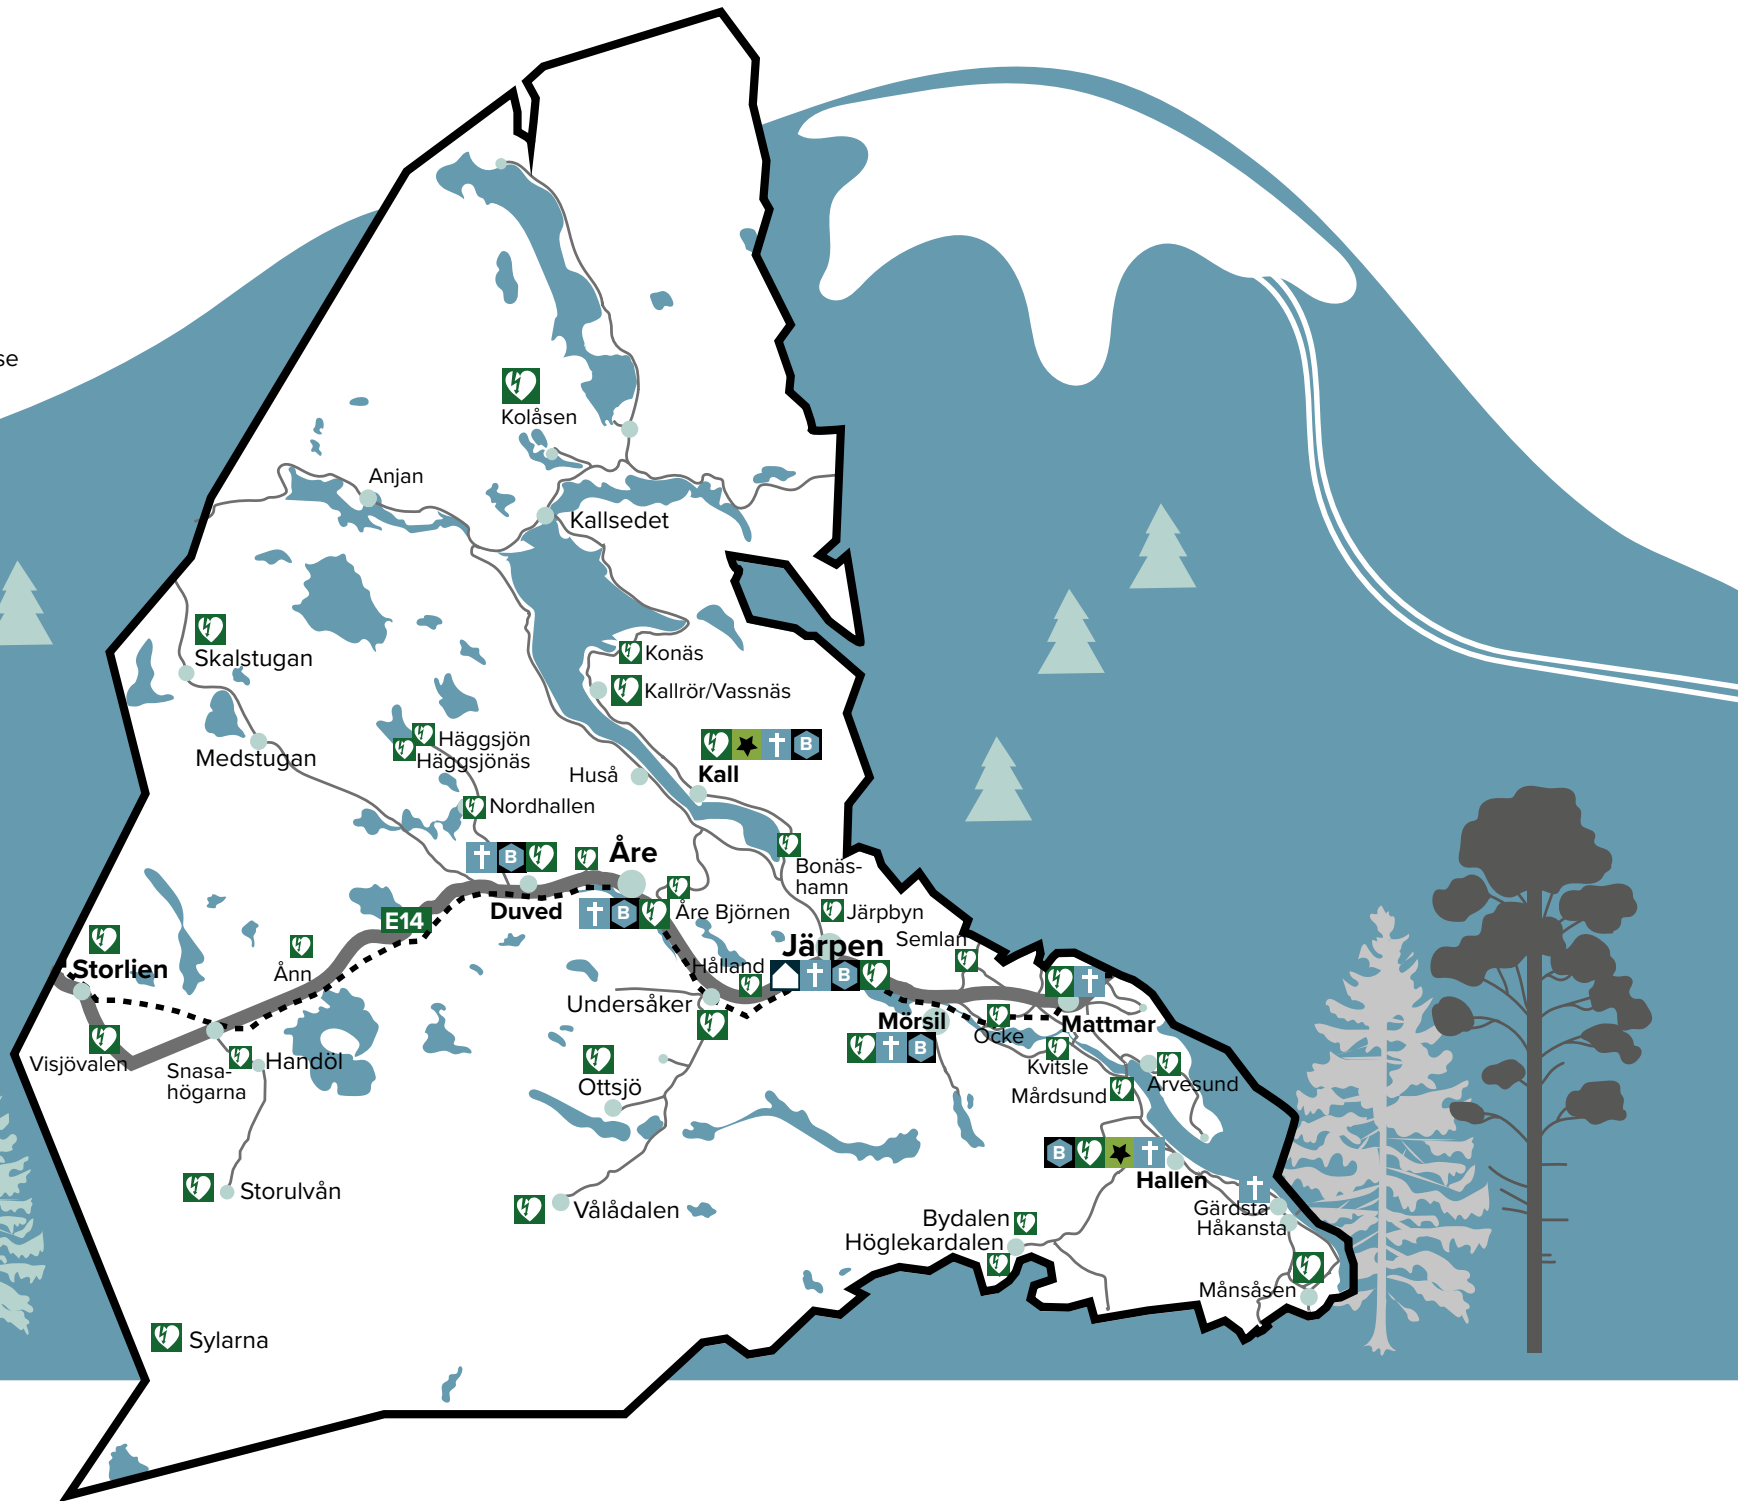 se
Kolåsen
Anjan
Kallsedet
Skalstugan
Konäs
Kallrör/Vassnäs
Häggsjön
B
Medstugan
Häggsjönäs
Huså
Kall
Nordhallen
B
Åre
Bonäs-
hamn
Duved
B
Åre Björnen
Järpbyn
E14
Storlien
Ånn
Järpen
Semlan
Hålland
B
Undersåker
Mörsil
Mattmar
Ocke
B
Visjövalen
Snasa-
högarna
Handöl
Kvitsle
Ottsjö
Mårdsund
Arvesund
B
Hallen
Storulvån
Vålådalen
Gärdsta
Håkansta
Bydalen
Höglekardalen
Månsåsen
Sylarna